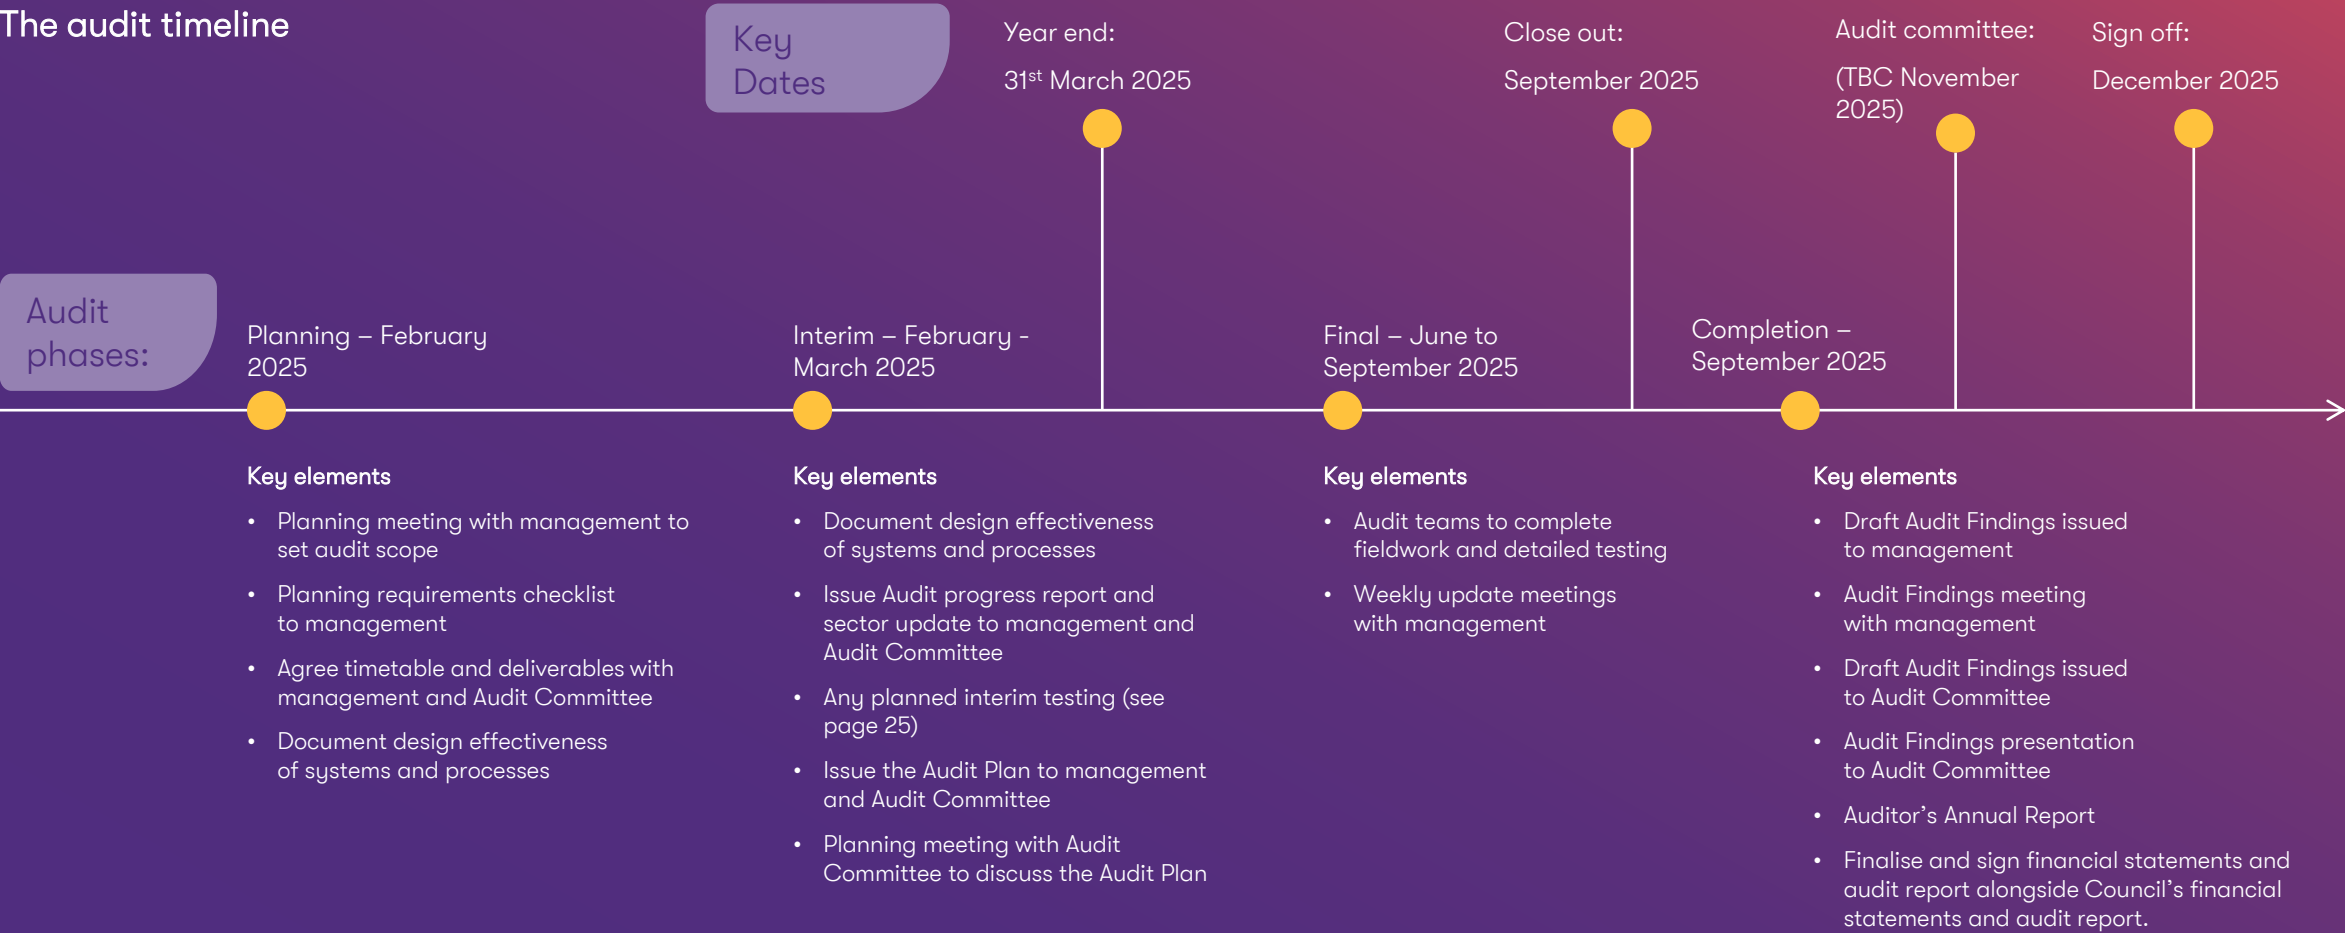 The audit timeline
Key
Dates
Year end:
31st March 2025
Close out:
September 2025
Audit committee:
(TBC November
2025)
Sign off:
December 2025
Audit
phases:
Planning – February
2025
Interim – February -
March 2025
Final – June to
September 2025
Completion –
September 2025
Key elements
• Planning meeting with management to
set audit scope
• Planning requirements checklist
to management
• Agree timetable and deliverables with
management and Audit Committee
• Document design effectiveness
of systems and processes
Key elements
• Document design effectiveness
of systems and processes
• Issue Audit progress report and
sector update to management and
Audit Committee
• Any planned interim testing (see
page 25)
• Issue the Audit Plan to management
and Audit Committee
• Planning meeting with Audit
Committee to discuss the Audit Plan
Key elements
• Audit teams to complete
fieldwork and detailed testing
• Weekly update meetings
with management
Key elements
• Draft Audit Findings issued
to management
• Audit Findings meeting
with management
• Draft Audit Findings issued
to Audit Committee
• Audit Findings presentation
to Audit Committee
• Auditor’s Annual Report
• Finalise and sign financial statements and
audit report alongside Council’s financial
statements and audit report.